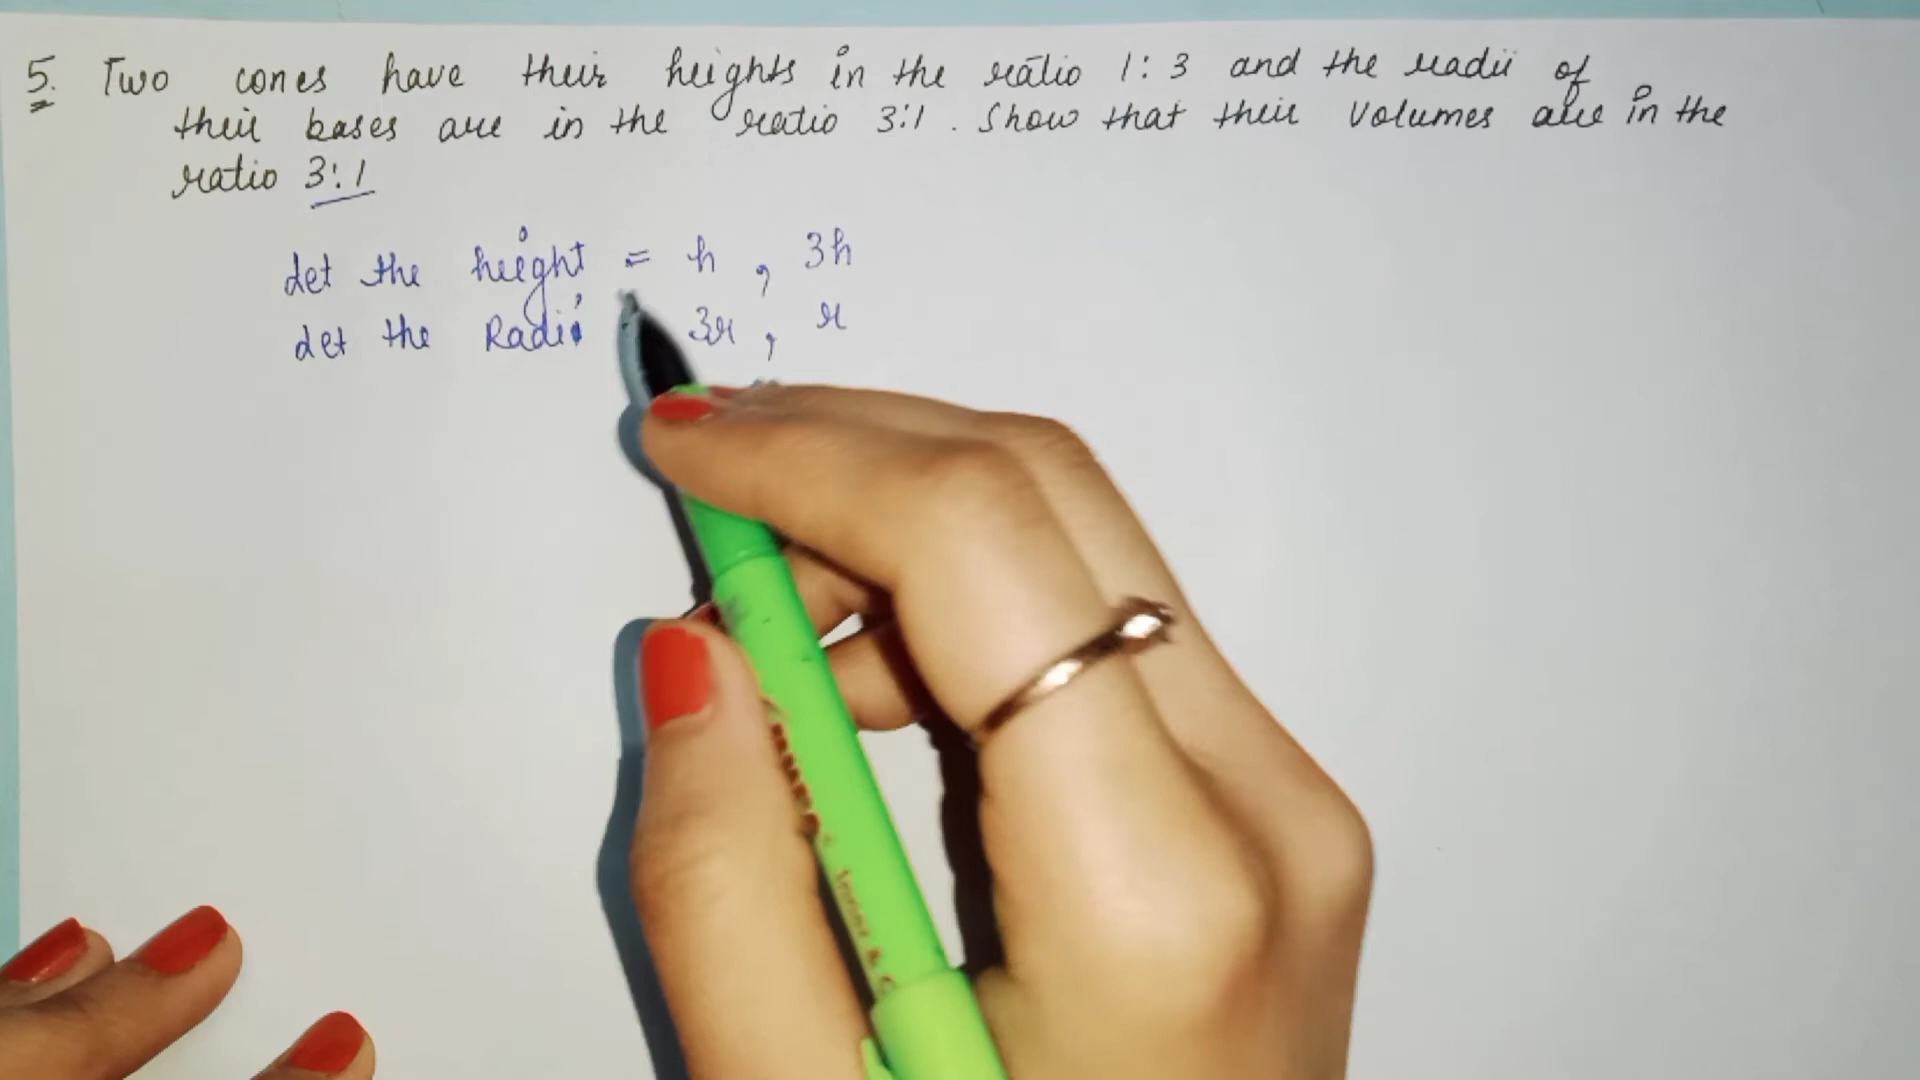 5. Two cones have their heights in the ratio 1:3 and the radii of
their bases are in the ratio 3:1. Show that their volumes are in the
ratio 3:1
Let the height = h, 3h
Let the Radii 3r, r